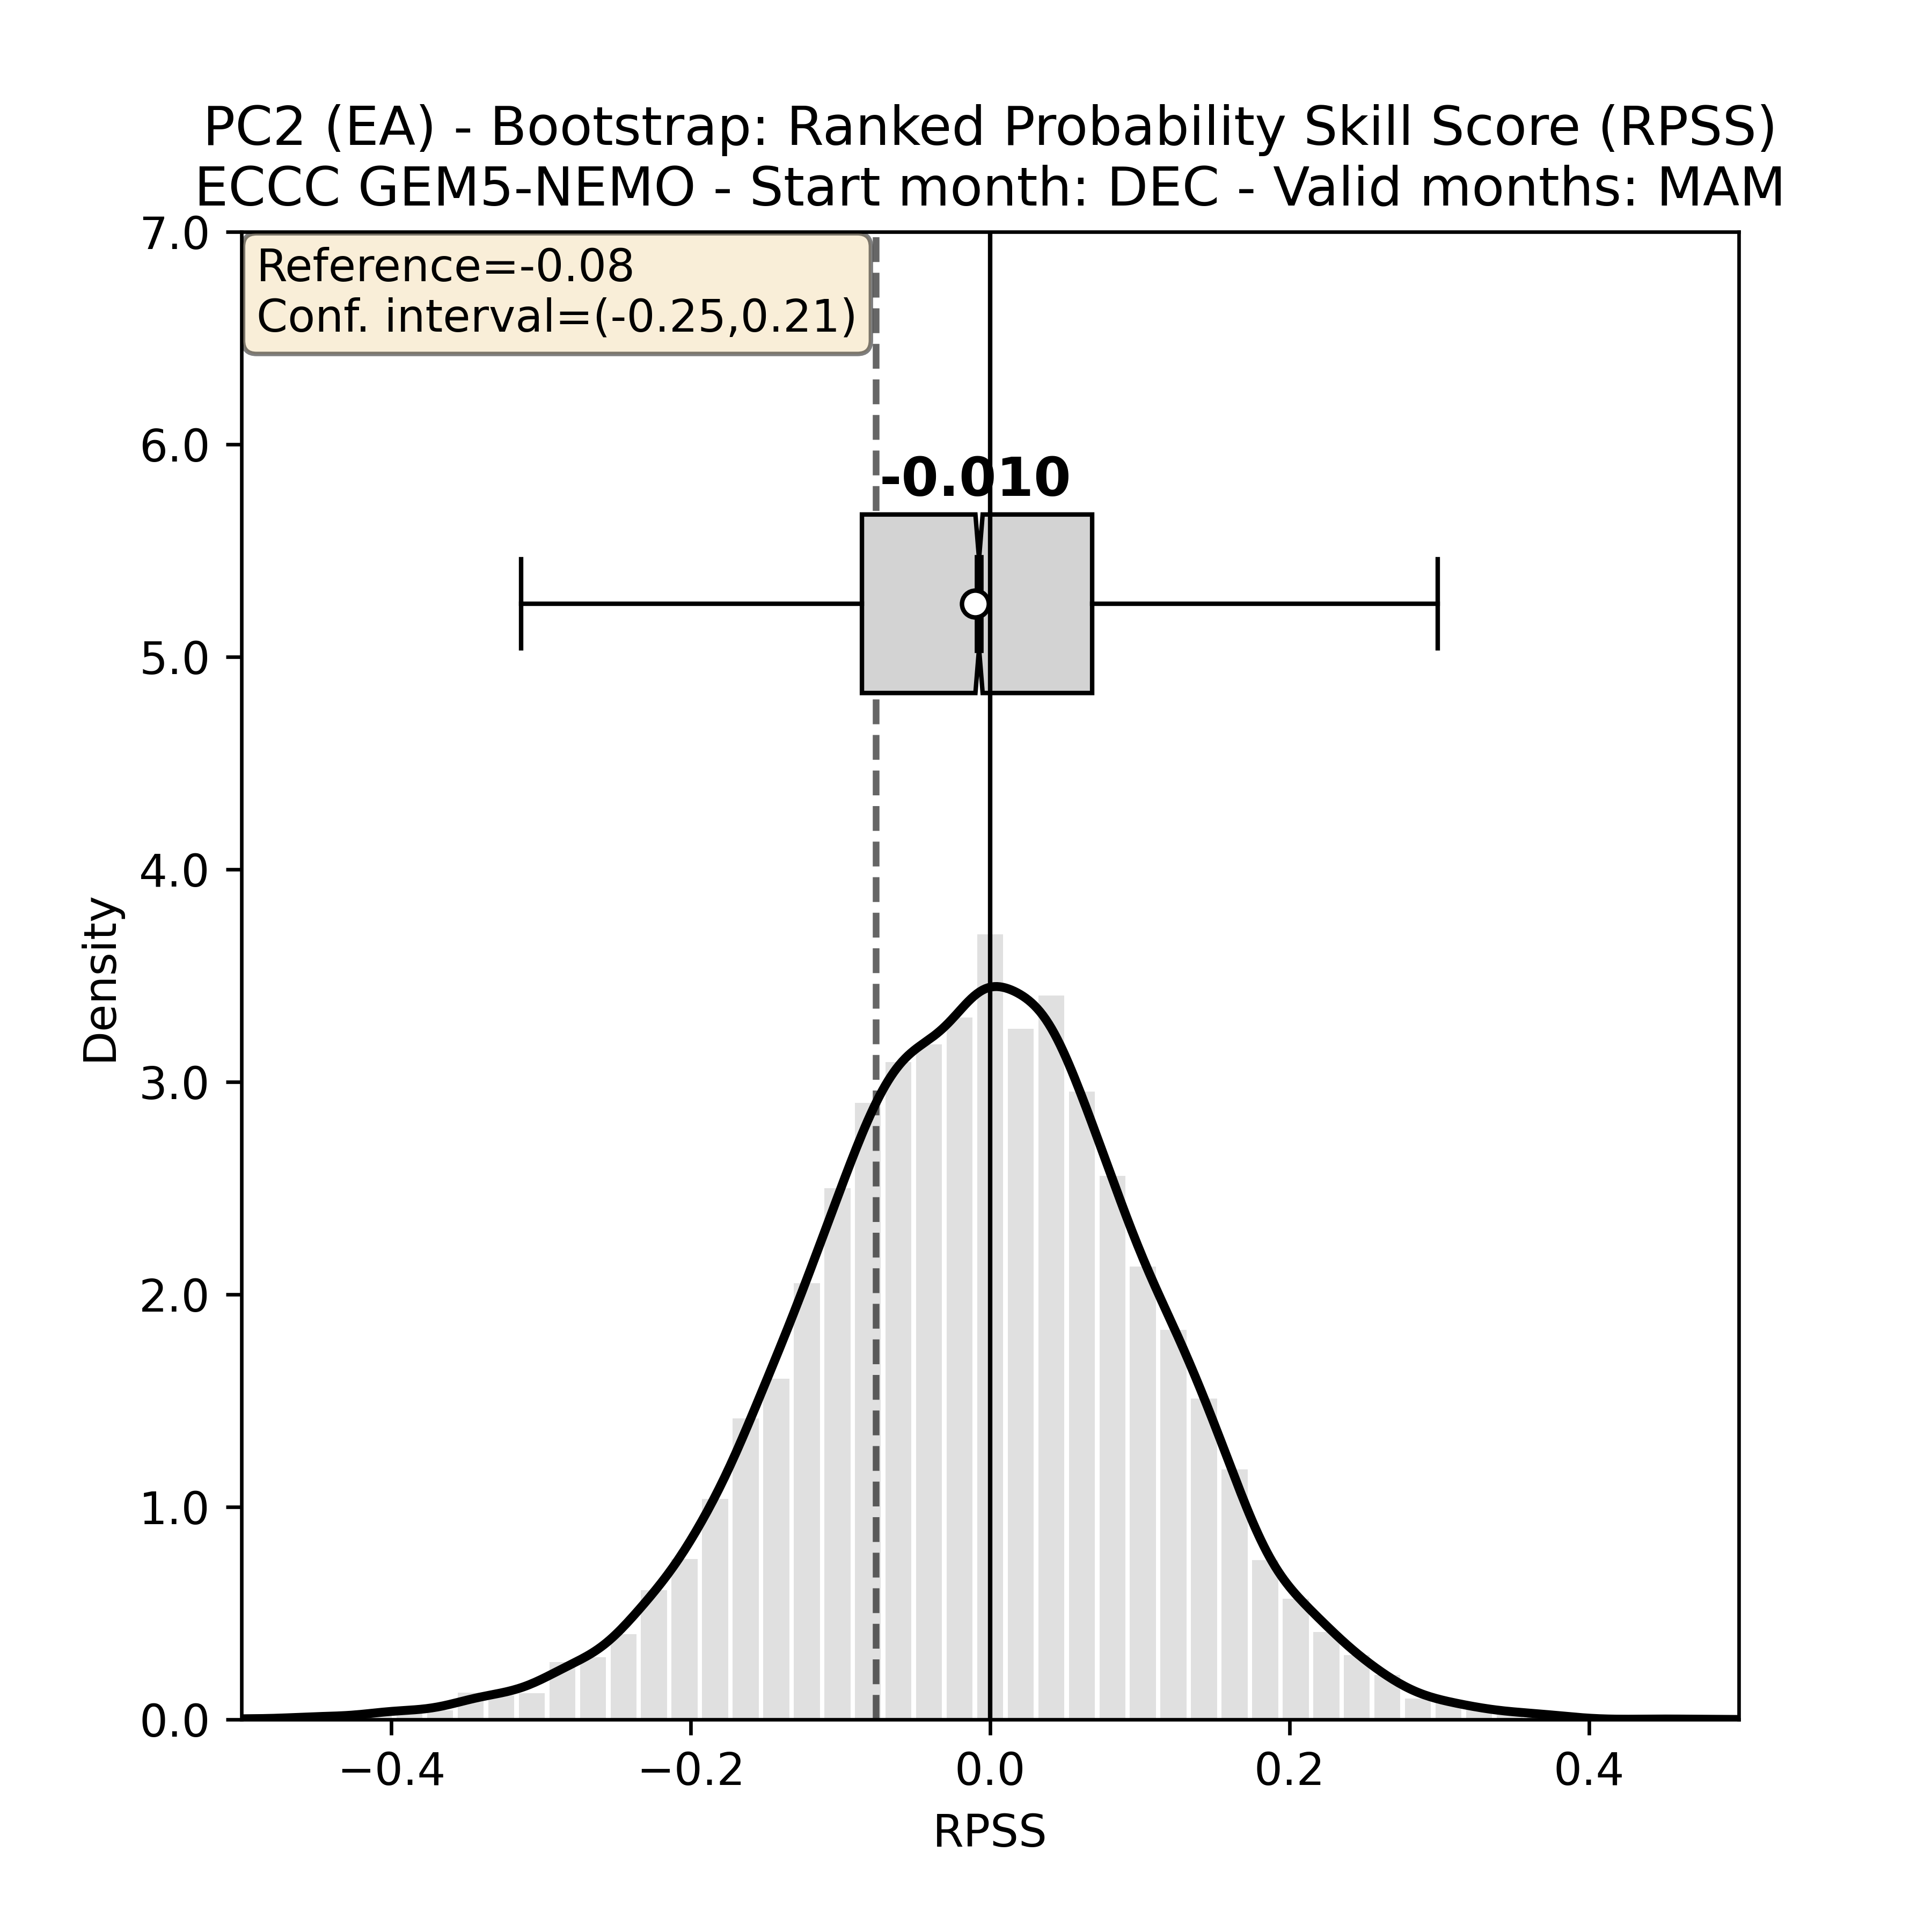 PC2 (EA) - Bootstrap: Ranked Probability Skill Score (RPSS)
ECCC GEM5-NEMO - Start month: DEC - Valid months: MAM
7.0
Reference=-0.08
Conf. interval=(-0.25,0.21)
6.0
-0.010
5.0
4.0
Density
3.0
2.0
1.0
0.0
−0.4 −0.2 0.0 0.2 0.4
RPSS